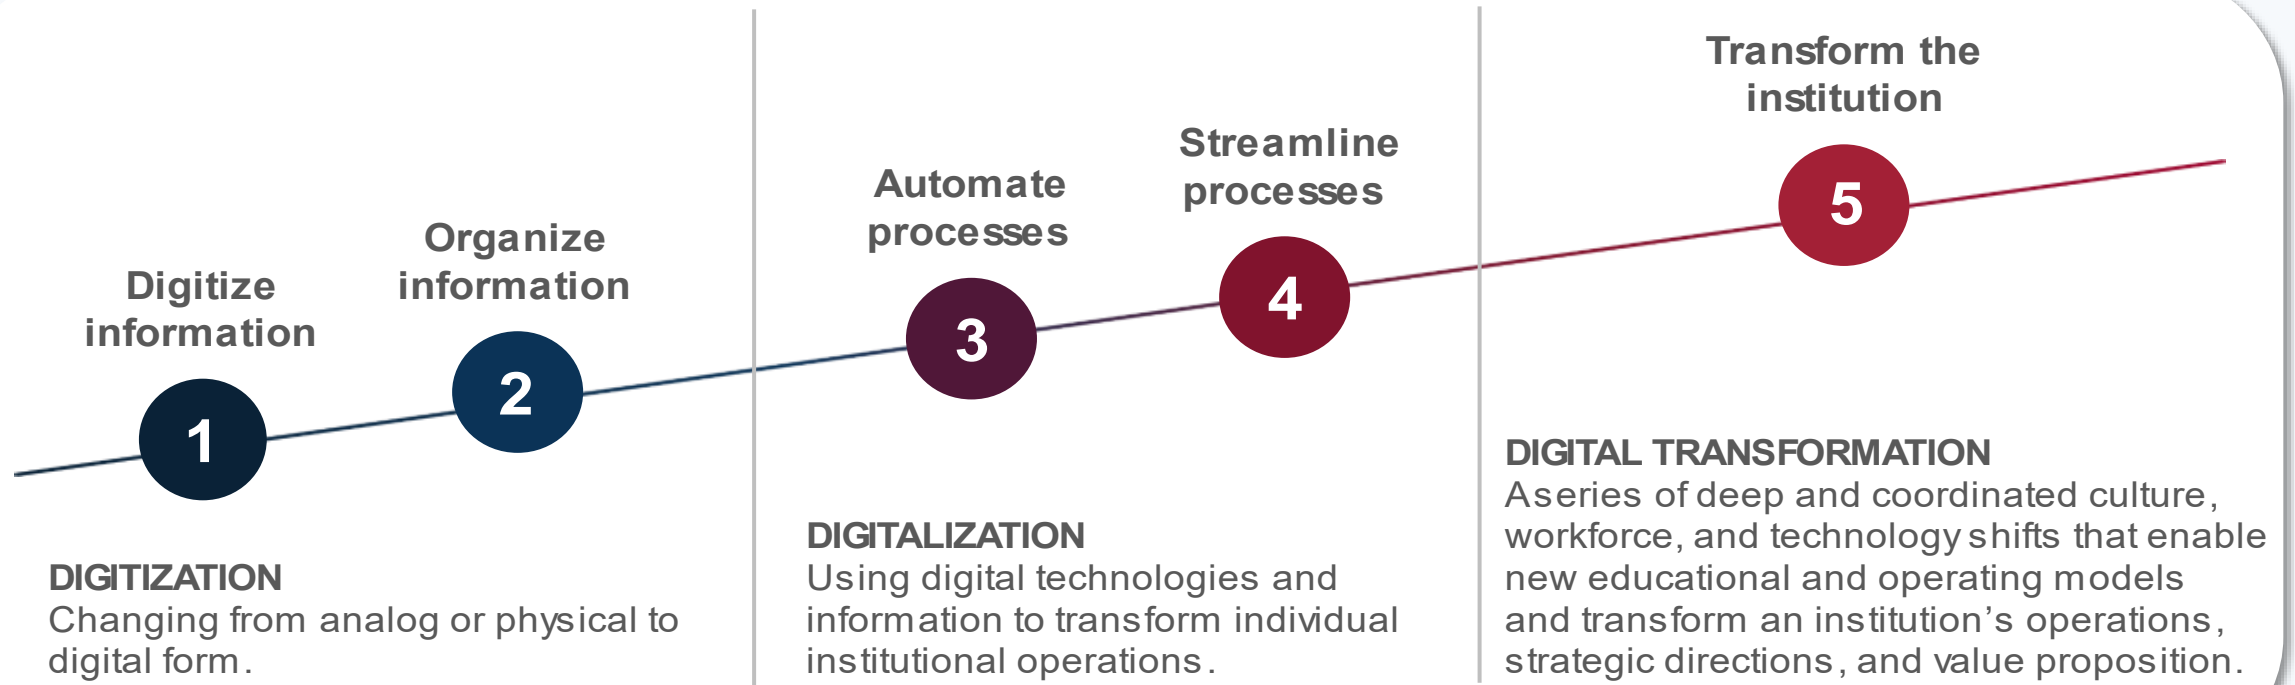 Digitize
information
1
Organize
information
2
DIGITIZATION
Changing from analog or physical to
digital form.
Automate
processes
3
Streamline
processes
4
DIGITALIZATION
Using digital technologies and
information to transform individual
institutional operations.
Transform the
institution
5
DIGITAL TRANSFORMATION
A series of deep and coordinated culture,
workforce, and technology shifts that enable
new educational and operating models
and transform an institution’s operations,
strategic directions, and value proposition.